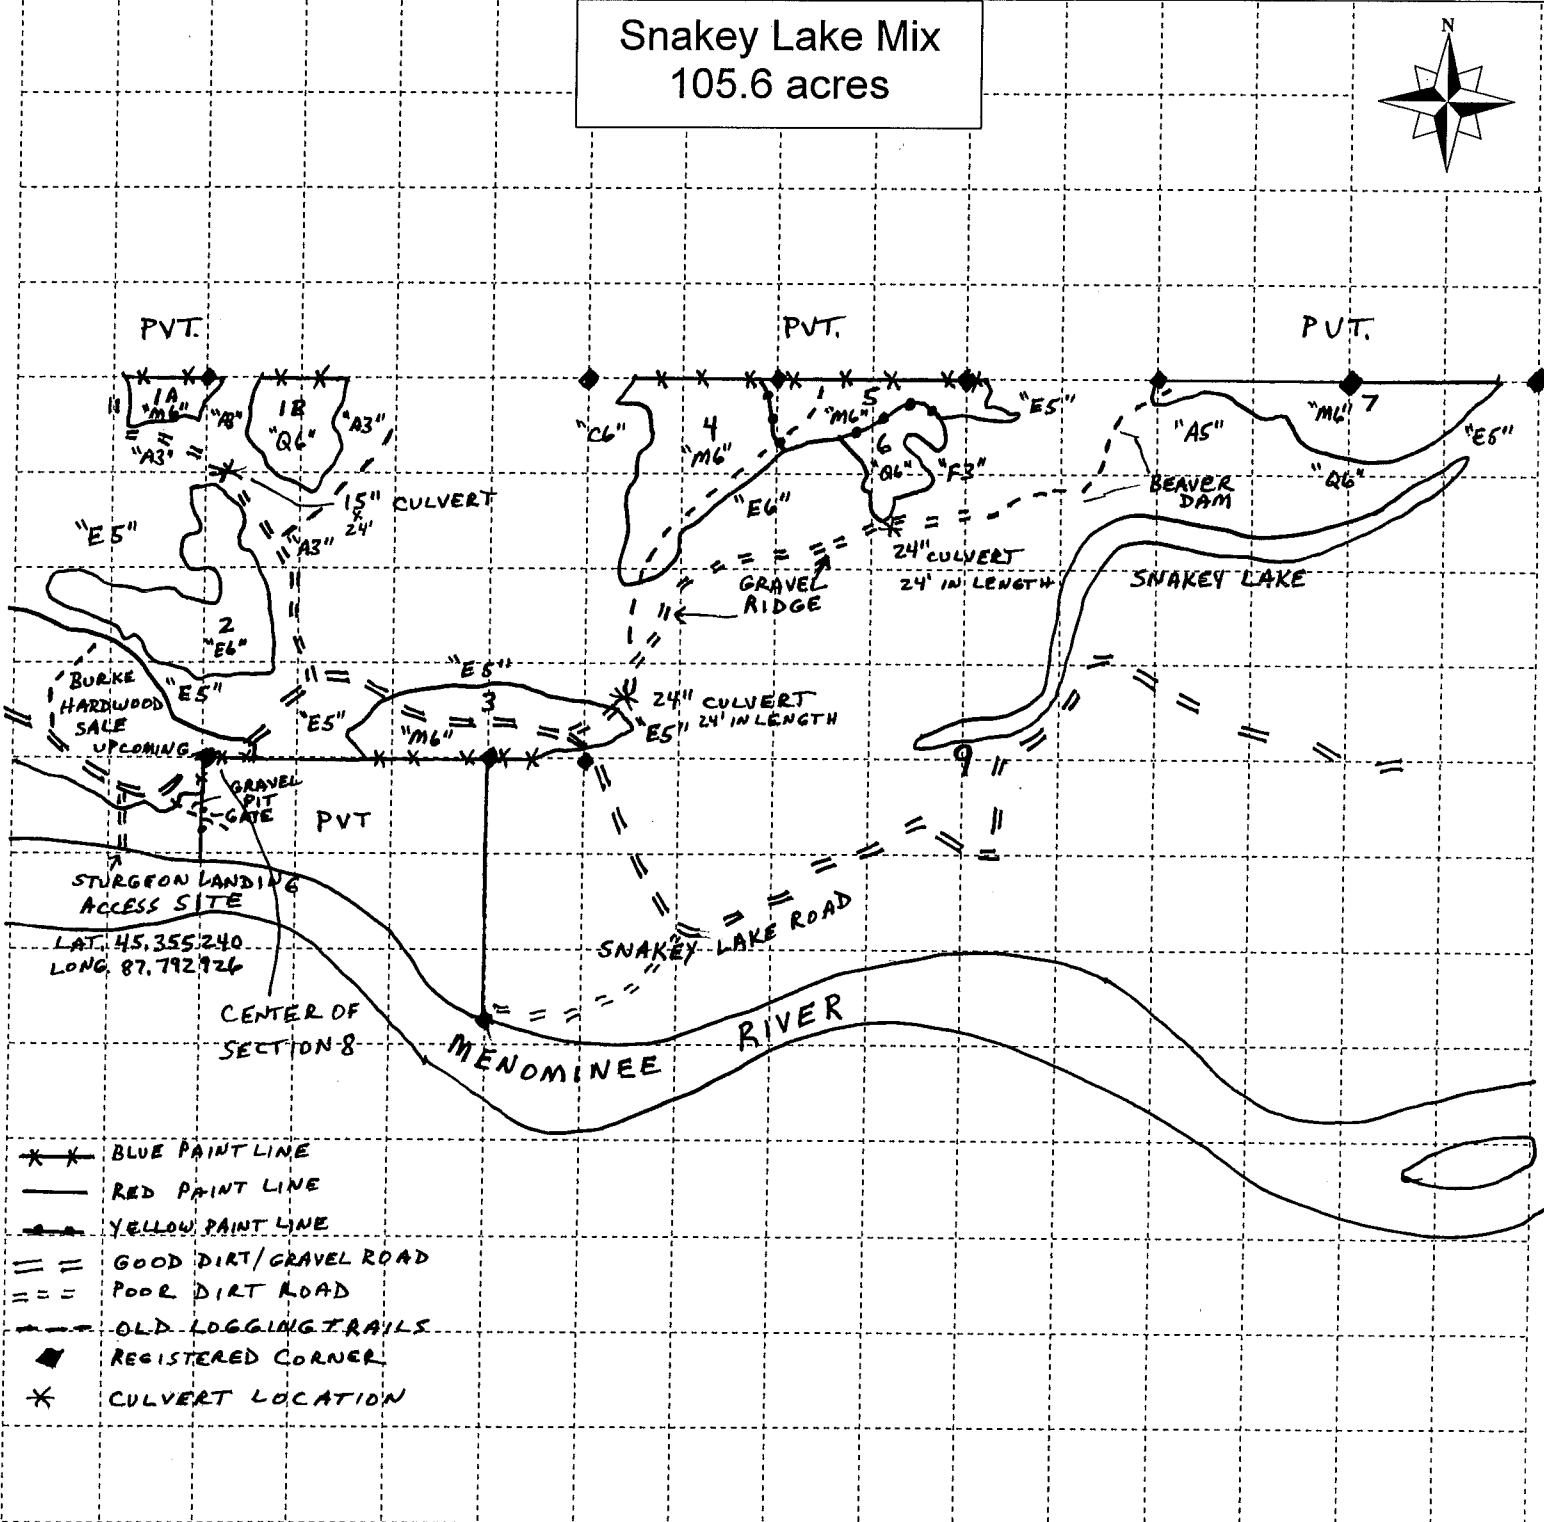 Snakey Lake Mix
105.6 acres
N
PVT.
PVT.
PVT.
1A
"M6"
"A3"
"A3"
1B
"Q6"
"A3"
15" CULVERT
x
24'
"A3"
"E5"
2
"E6"
"C6"
4
"M6"
5
"M6"
6
"Q6"
"F3"
"E5"
"E6"
24" CULVERT
24' IN LENGTH
GRAVEL
RIDGE
"A5"
"M6" 7
"E5"
"Q6"
BEAVER
DAM
SNAKEY LAKE
BURKE
HARDWOOD
SALE
UPCOMING
"E5"
"E5"
"E5"
3
"M6"
"E5"
24" CULVERT
24' IN LENGTH
9
GRAVEL
PIT
GATE
PVT
STURGEON LANDING
ACCESS SITE
LAT. 45.355240
LONG. 87.792926
CENTER OF
SECTION 8
SNAKEY LAKE ROAD
MENOMINEE RIVER
BLUE PAINT LINE
RED PAINT LINE
YELLOW PAINT LINE
GOOD DIRT/GRAVEL ROAD
POOR DIRT ROAD
OLD LOGGING TRAILS
REGISTERED CORNER
CULVERT LOCATION